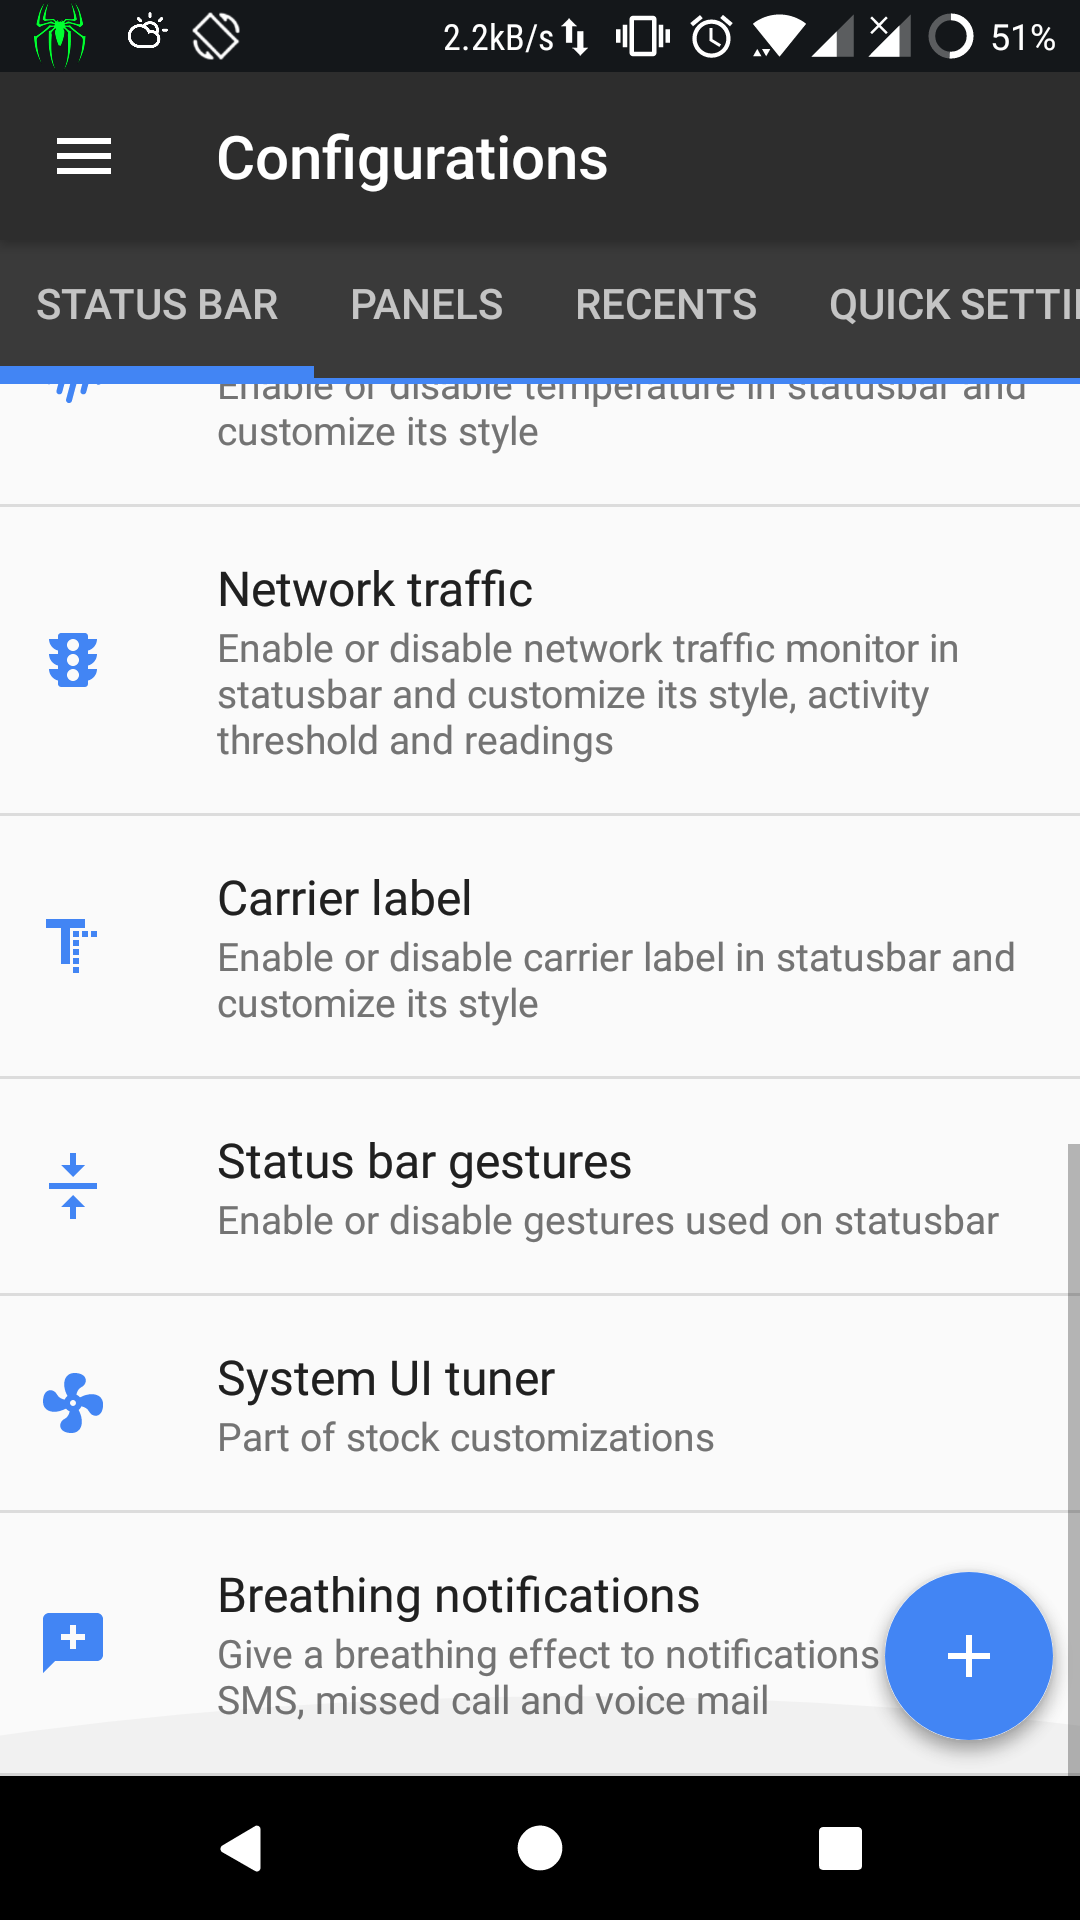 2.2kB/s 51%
Configurations
STATUS BAR PANELS RECENTS QUICK SETTI
Enable or disable temperature in statusbar and
customize its style
Network traffic
Enable or disable network traffic monitor in
statusbar and customize its style, activity
threshold and readings
Carrier label
Enable or disable carrier label in statusbar and
customize its style
Status bar gestures
Enable or disable gestures used on statusbar
System UI tuner
Part of stock customizations
Breathing notifications
Give a breathing effect to notifications
SMS, missed call and voice mail